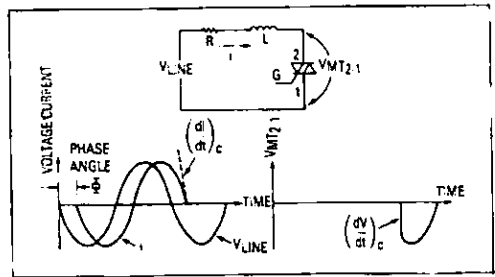 R L
i
2
VLINE
G
VMT2-1
1
VOLTAGE CURRENT
PHASE
ANGLE
Φ
(di/dt)c
VMT2-1
TIME
TIME
i
VLINE
(dV/dt)c